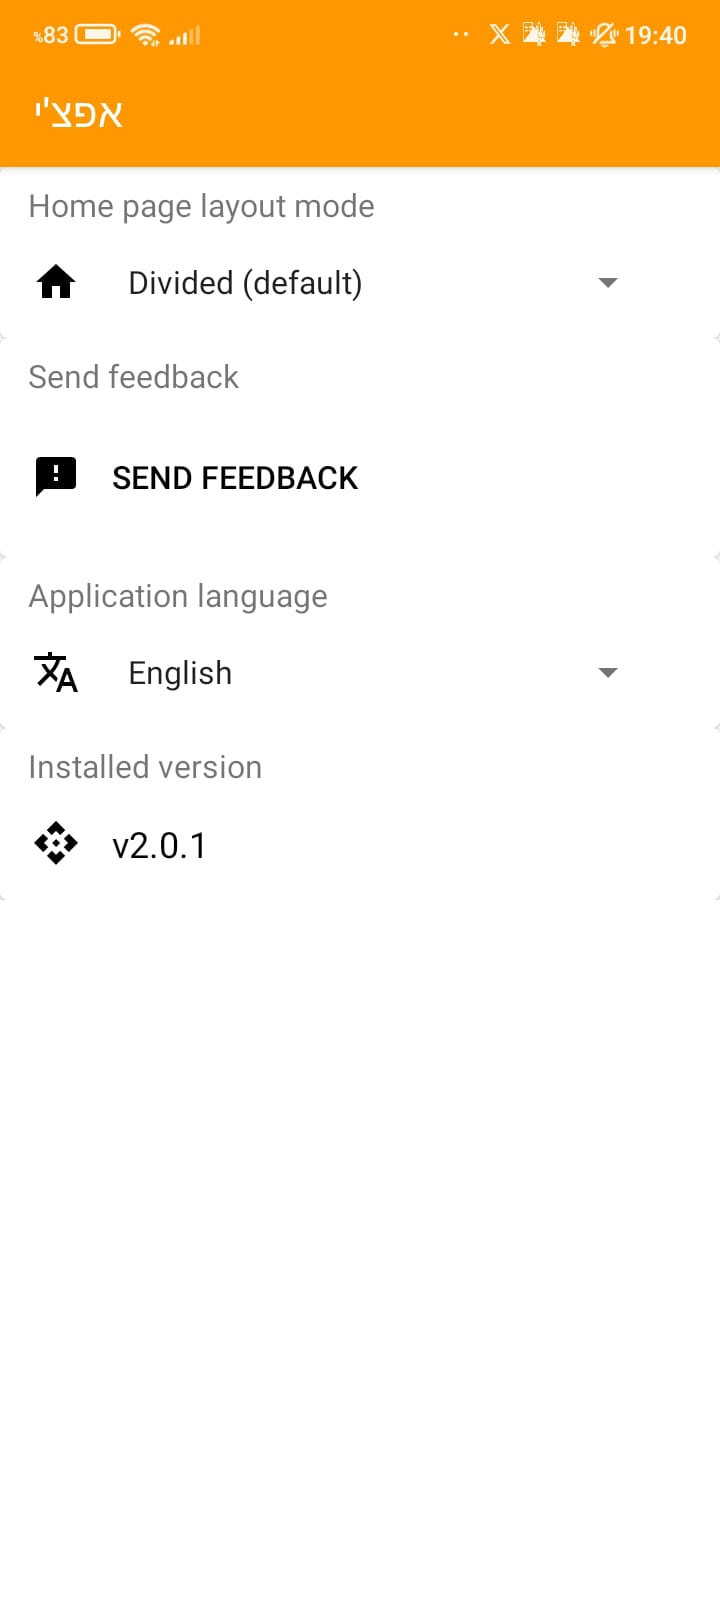 %83
19:40
אפצ'י
Home page layout mode
Divided (default)
Send feedback
SEND FEEDBACK
Application language
English
Installed version
v2.0.1